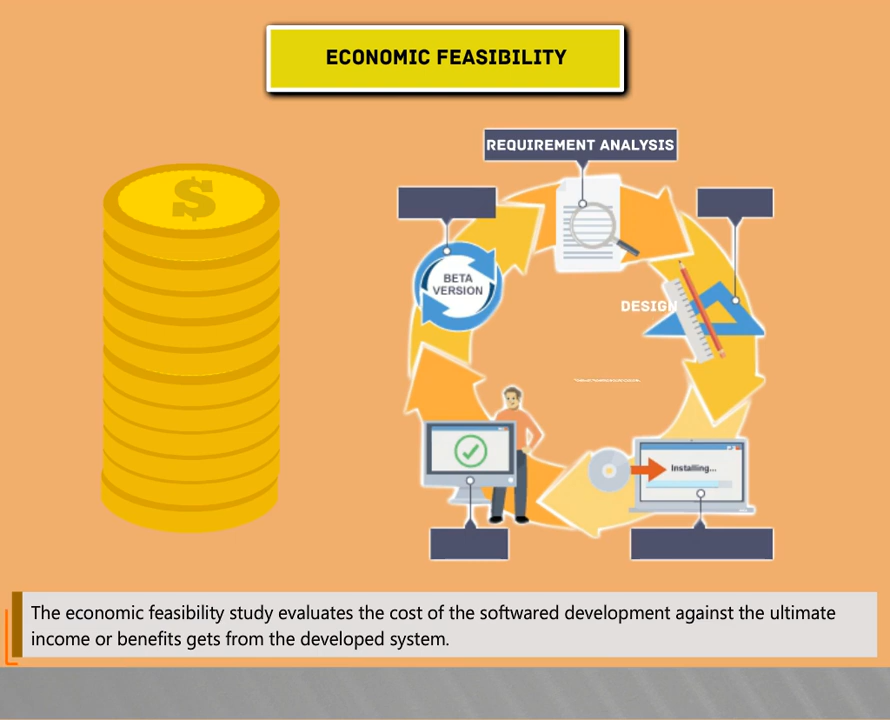 ECONOMIC FEASIBILITY
REQUIREMENT ANALYSIS
$
BETA
VERSION
DESIGN
Installing...
The economic feasibility study evaluates the cost of the softwared development against the ultimate
income or benefits gets from the developed system.